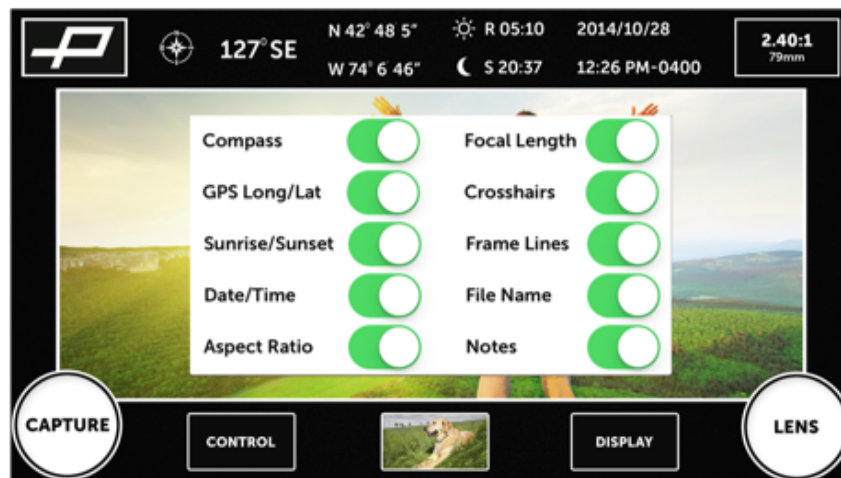 127° SE
N 42° 48' 5"
W 74° 6' 46"
R 05:10
S 20:37
2014/10/28
12:26 PM-0400
2.40:1
79mm
Compass
Focal Length
GPS Long/Lat
Crosshairs
Sunrise/Sunset
Frame Lines
Date/Time
File Name
Aspect Ratio
Notes
CAPTURE
CONTROL
DISPLAY
LENS